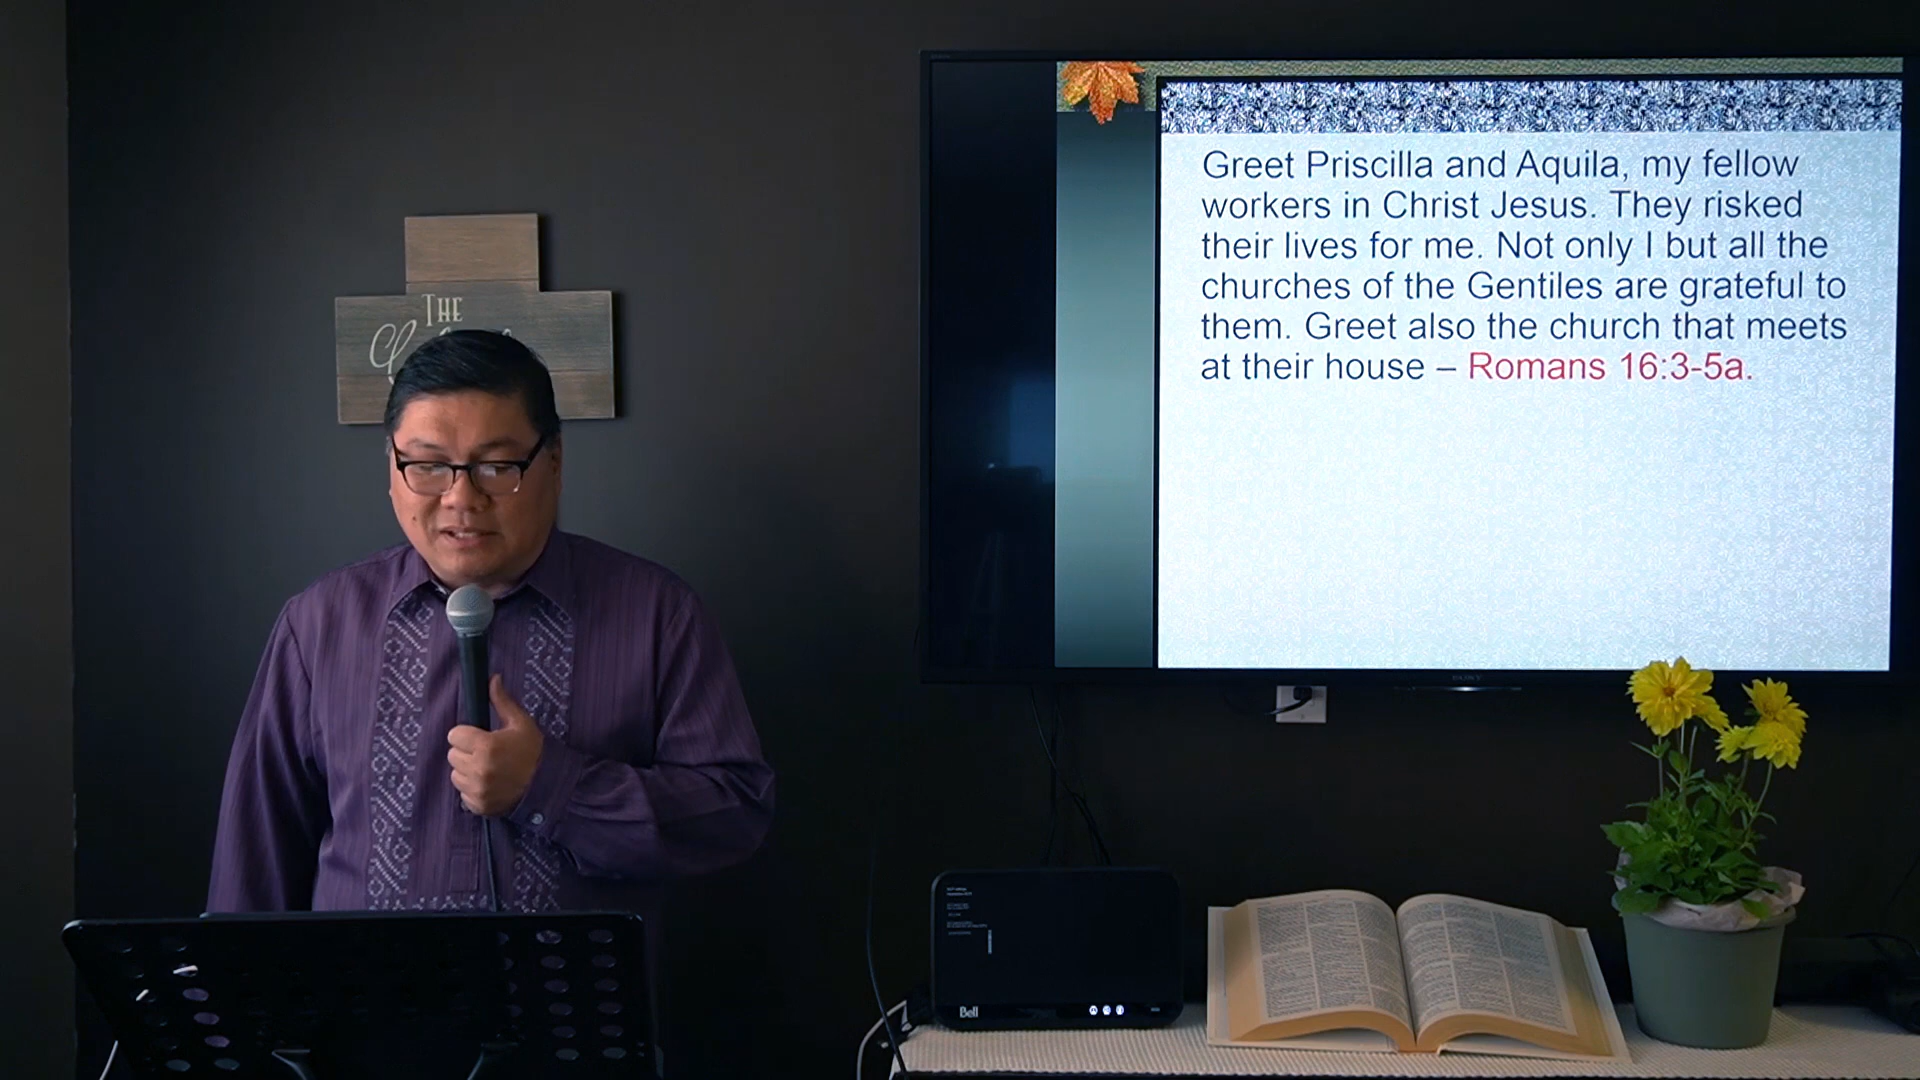 THE
Greet Priscilla and Aquila, my fellow
workers in Christ Jesus. They risked
their lives for me. Not only I but all the
churches of the Gentiles are grateful to
them. Greet also the church that meets
at their house – Romans 16:3-5a.
SONY
Bell